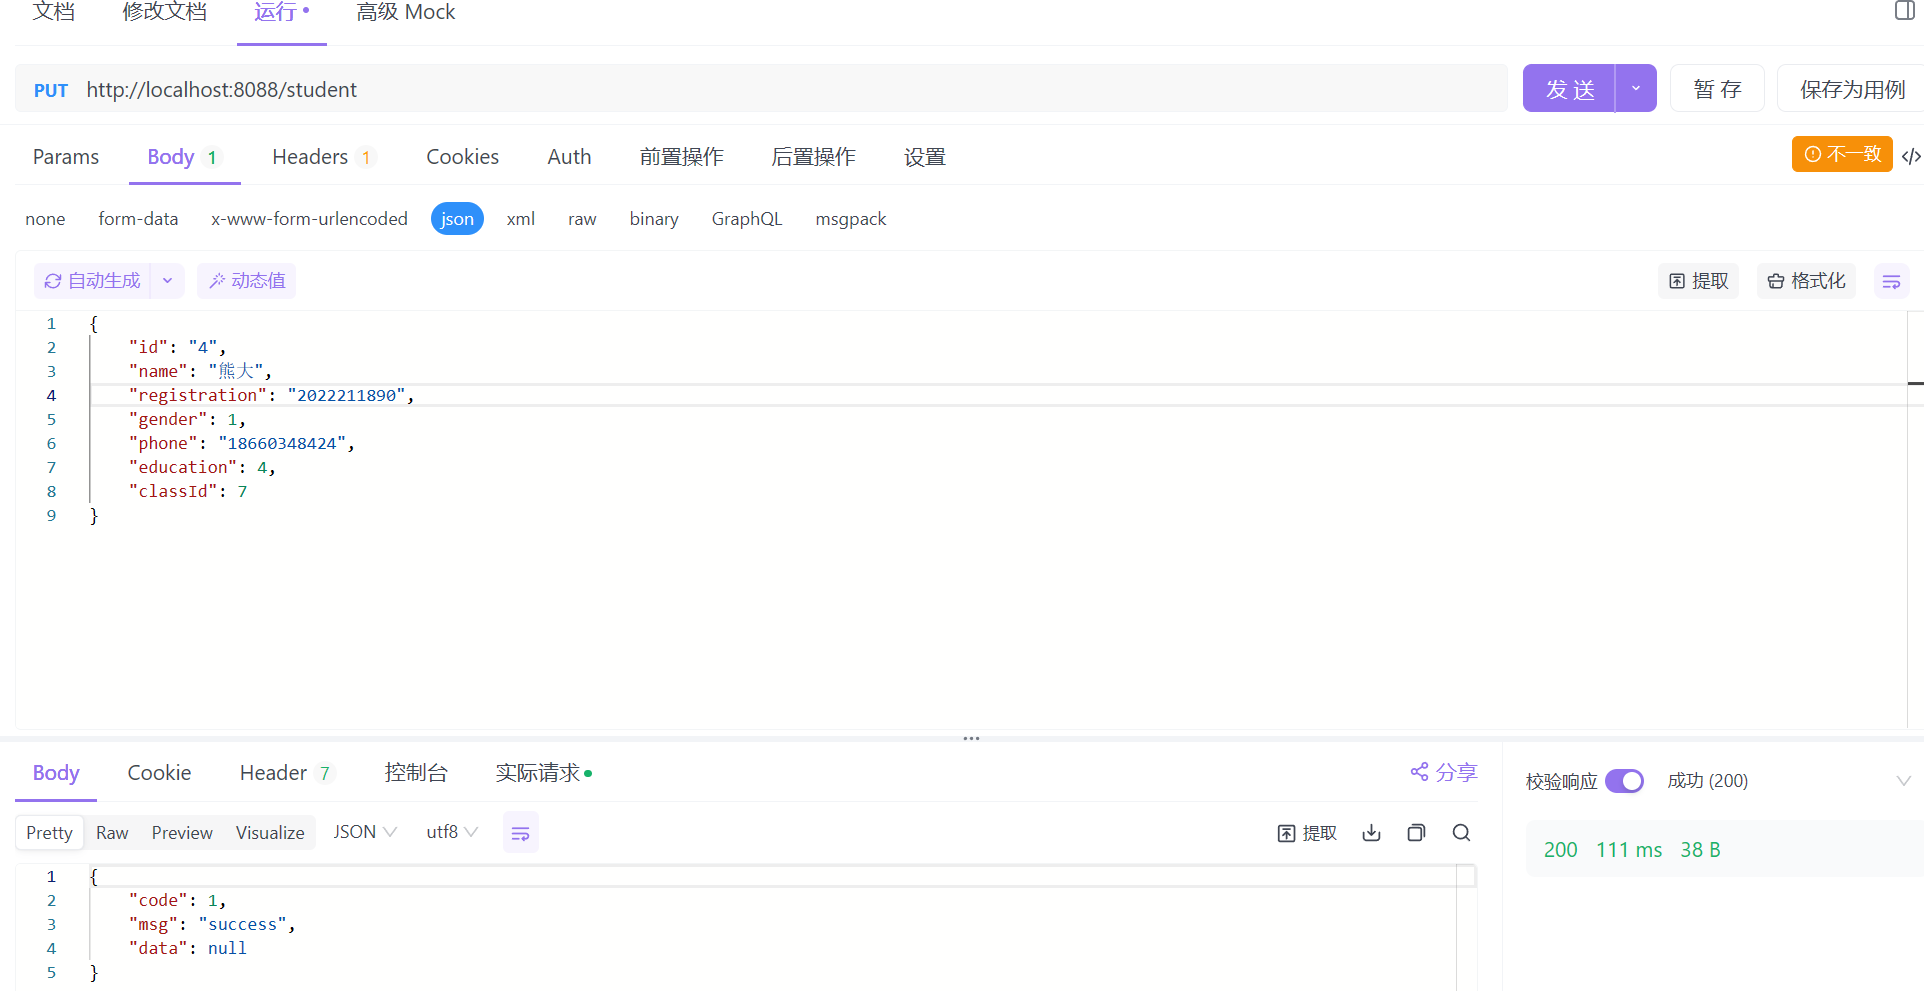 文档 修改文档 运行 高级 Mock
PUT http://localhost:8088/student 发 送 暂 存 保存为用例
Params Body 1 Headers 1 Cookies Auth 前置操作 后置操作 设置 不一致
none form-data x-www-form-urlencoded json xml raw binary GraphQL msgpack
自动生成 动态值 提取 格式化
1 {
2 "id": "4",
3 "name": "熊大",
4 "registration": "2022211890",
5 "gender": 1,
6 "phone": "18660348424",
7 "education": 4,
8 "classId": 7
9 }
Body Cookie Header 7 控制台 实际请求 分享 校验响应 成功 (200)
Pretty Raw Preview Visualize JSON utf8 提取
200 111 ms 38 B
1 {
2 "code": 1,
3 "msg": "success",
4 "data": null
5 }